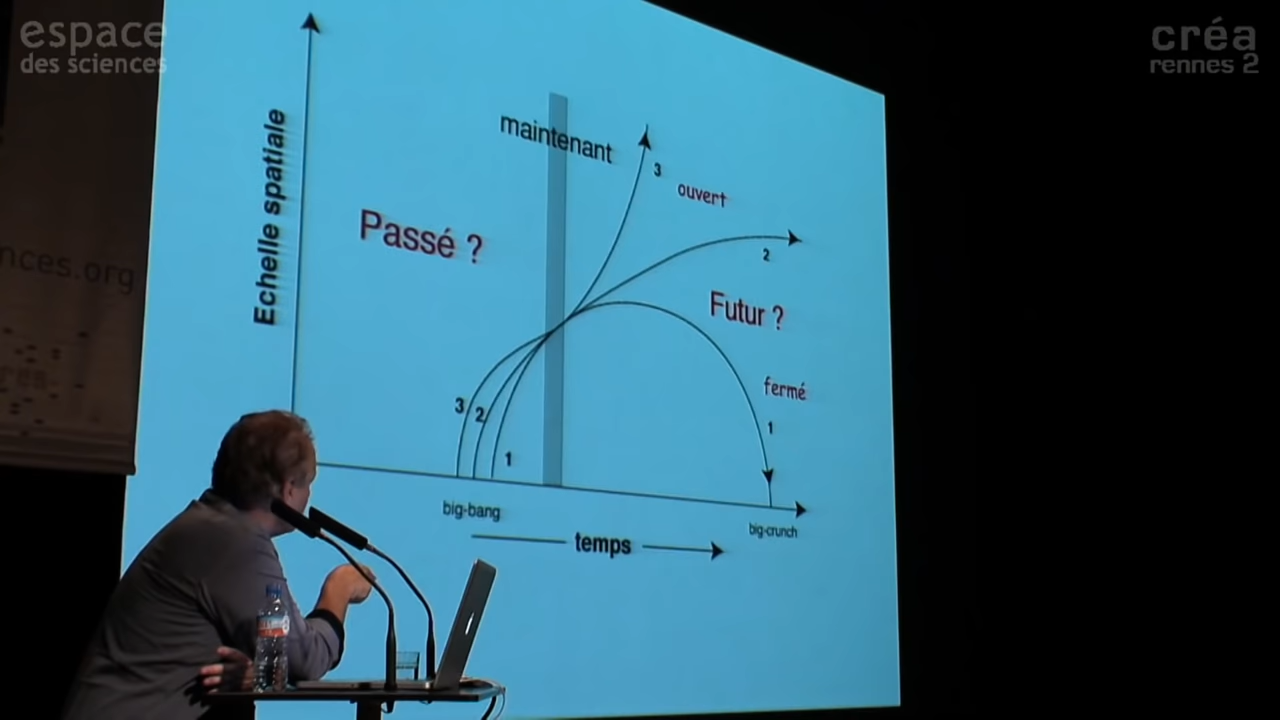 espace
des sciences
créa
rennes 2
nces.org
Echelle spatiale
maintenant
3
ouvert
Passé ?
2
Futur ?
fermé
3
2
1
1
big-bang
big-crunch
temps